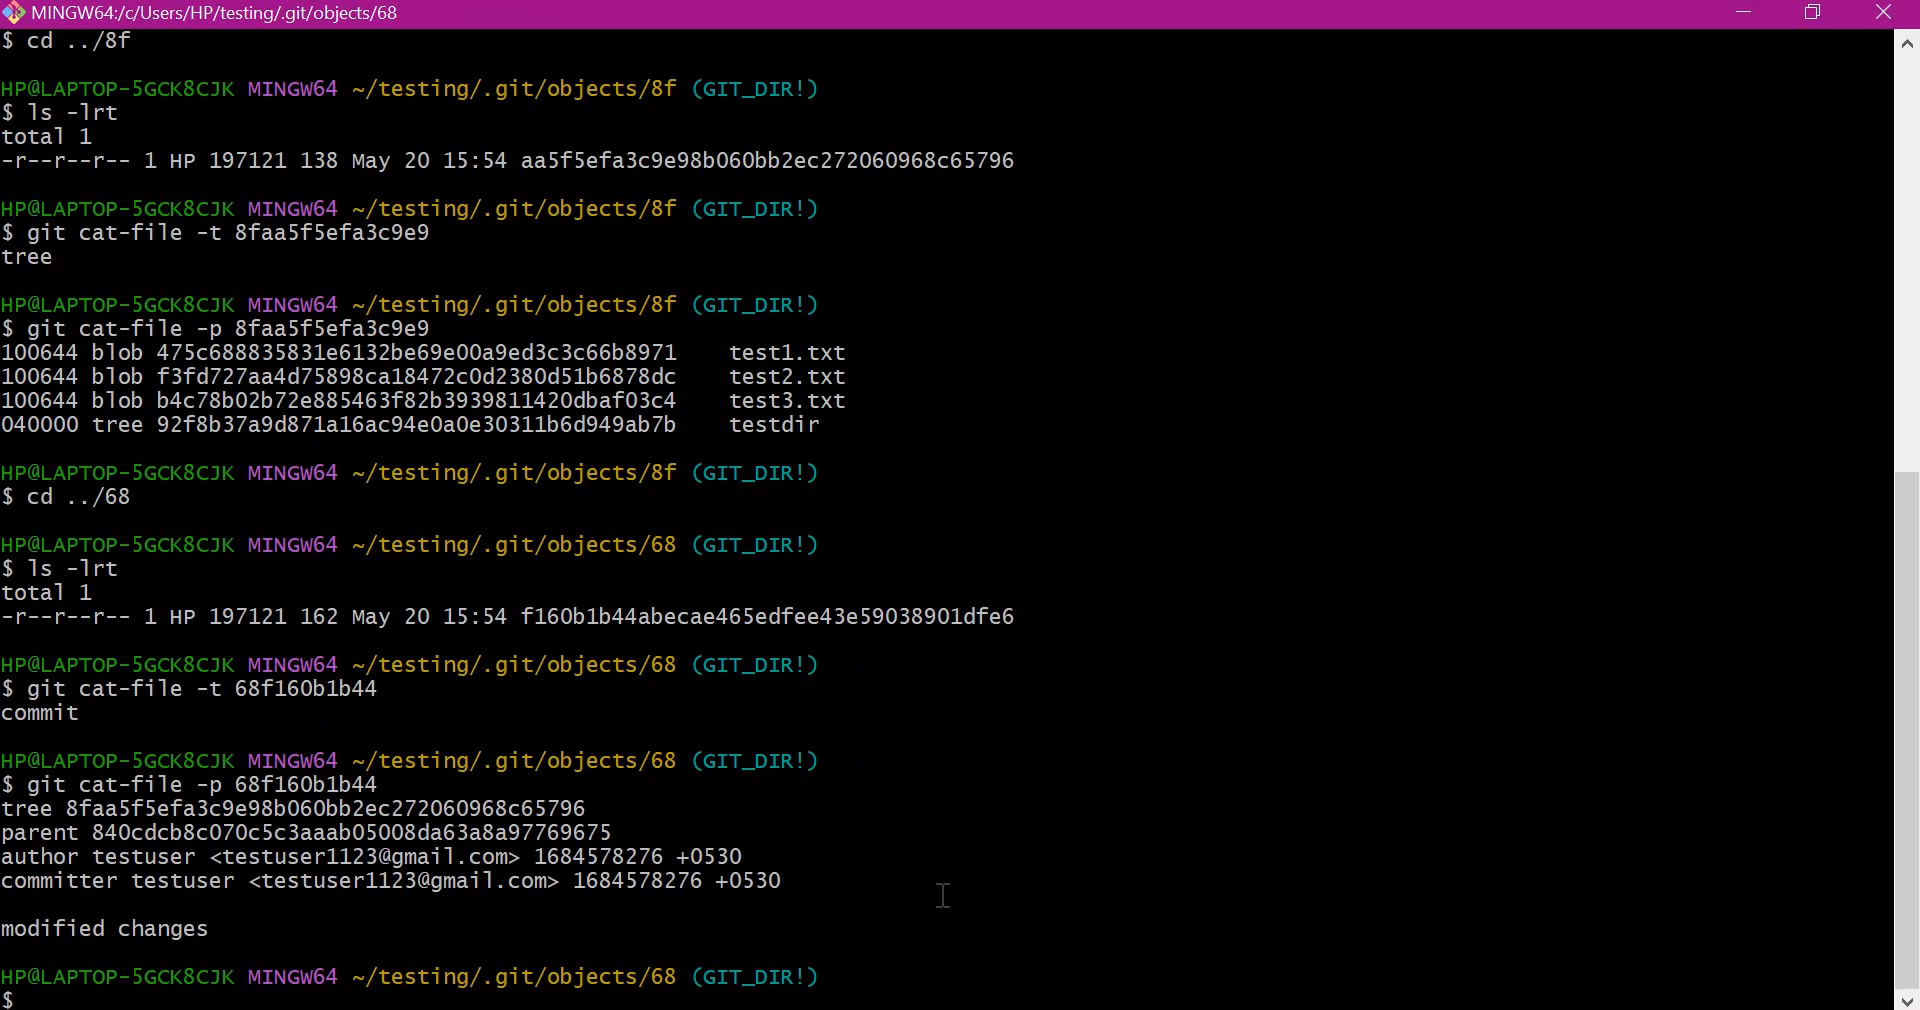 MINGW64:/c/Users/HP/testing/.git/objects/68
$ cd ../8f
HP@LAPTOP-5GCK8CJK MINGW64 ~/testing/.git/objects/8f (GIT_DIR!)
$ ls -lrt
total 1
-r--r--r-- 1 HP 197121 138 May 20 15:54 aa5f5efa3c9e98b060bb2ec272060968c65796
HP@LAPTOP-5GCK8CJK MINGW64 ~/testing/.git/objects/8f (GIT_DIR!)
$ git cat-file -t 8faa5f5efa3c9e9
tree
HP@LAPTOP-5GCK8CJK MINGW64 ~/testing/.git/objects/8f (GIT_DIR!)
$ git cat-file -p 8faa5f5efa3c9e9
100644 blob 475c688835831e6132be69e00a9ed3c3c66b8971    test1.txt
100644 blob f3fd727aa4d75898ca18472c0d2380d51b6878dc    test2.txt
100644 blob b4c78b02b72e885463f82b3939811420dbaf03c4    test3.txt
040000 tree 92f8b37a9d871a16ac94e0a0e30311b6d949ab7b    testdir
HP@LAPTOP-5GCK8CJK MINGW64 ~/testing/.git/objects/8f (GIT_DIR!)
$ cd ../68
HP@LAPTOP-5GCK8CJK MINGW64 ~/testing/.git/objects/68 (GIT_DIR!)
$ ls -lrt
total 1
-r--r--r-- 1 HP 197121 162 May 20 15:54 f160b1b44abecae465edfee43e59038901dfe6
HP@LAPTOP-5GCK8CJK MINGW64 ~/testing/.git/objects/68 (GIT_DIR!)
$ git cat-file -t 68f160b1b44
commit
HP@LAPTOP-5GCK8CJK MINGW64 ~/testing/.git/objects/68 (GIT_DIR!)
$ git cat-file -p 68f160b1b44
tree 8faa5f5efa3c9e98b060bb2ec272060968c65796
parent 840cdcb8c070c5c3aaab05008da63a8a97769675
author testuser <testuser1123@gmail.com> 1684578276 +0530
committer testuser <testuser1123@gmail.com> 1684578276 +0530
modified changes
HP@LAPTOP-5GCK8CJK MINGW64 ~/testing/.git/objects/68 (GIT_DIR!)
$